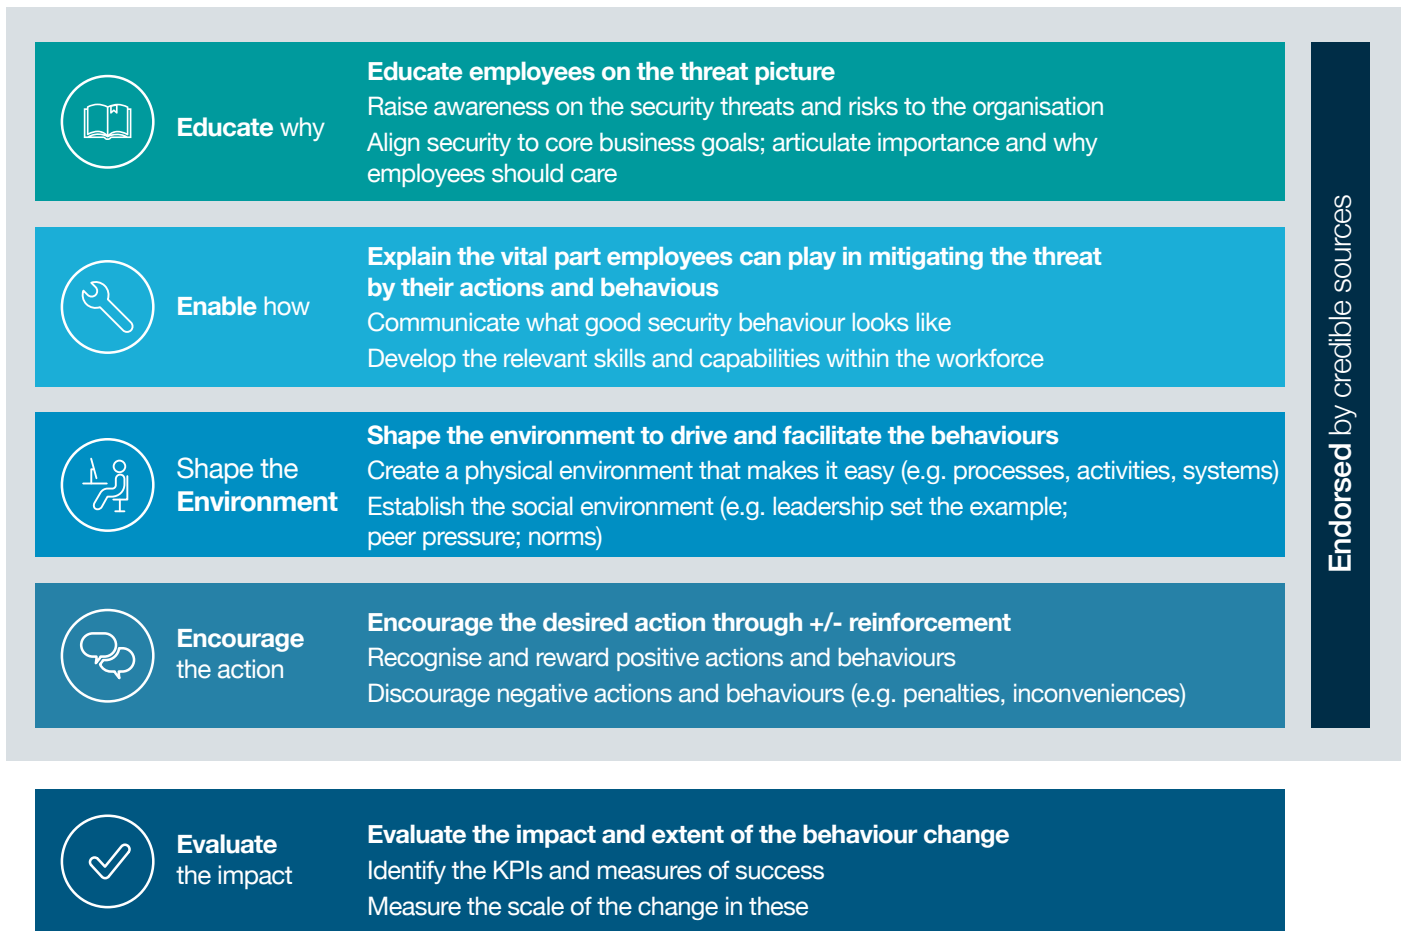 Educate why
Educate employees on the threat picture
Raise awareness on the security threats and risks to the organisation
Align security to core business goals; articulate importance and why
employees should care
Enable how
Explain the vital part employees can play in mitigating the threat
by their actions and behavious
Communicate what good security behaviour looks like
Develop the relevant skills and capabilities within the workforce
Shape the
Environment
Shape the environment to drive and facilitate the behaviours
Create a physical environment that makes it easy (e.g. processes, activities, systems)
Establish the social environment (e.g. leadership set the example;
peer pressure; norms)
Encourage
the action
Encourage the desired action through +/- reinforcement
Recognise and reward positive actions and behaviours
Discourage negative actions and behaviours (e.g. penalties, inconveniences)
Endorsed by credible sources
Evaluate
the impact
Evaluate the impact and extent of the behaviour change
Identify the KPIs and measures of success
Measure the scale of the change in these